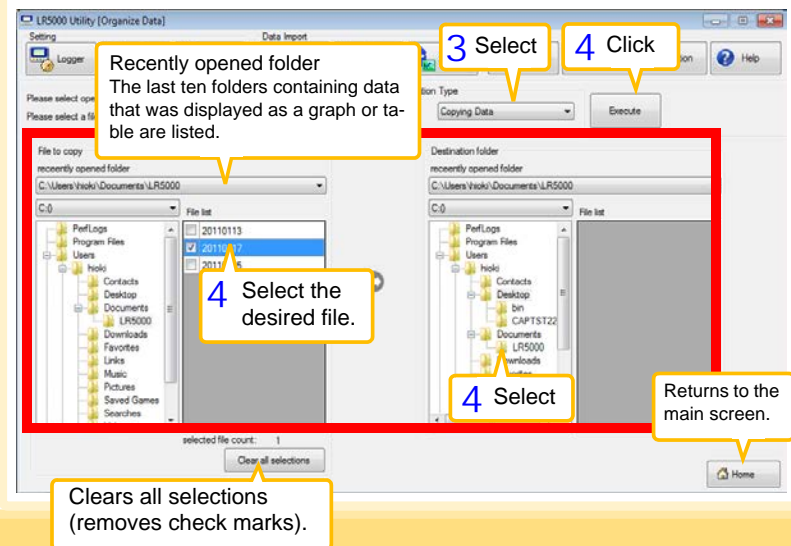 LR5000 Utility [Organize Data]
Setting
Data Import
Logger
3 Select
4 Click
Help
Recently opened folder
The last ten folders containing data
that was displayed as a graph or ta-
ble are listed.
Please select
Please select a
Type
Copying Data
Execute
File to copy
receently opened folder
C:\Users\hioki\Documents\LR5000
C:0
File list
PerfLogs
Program Files
Users
hioki
Contacts
Desktop
Documents
LR5000
Downloads
Favorites
Links
Music
Pictures
Saved Games
Searches
20110113
4 Select the
desired file.
selected file count: 1
Clear all selections
Clears all selections
(removes check marks).
Destination folder
receently opened folder
C:\Users\hioki\Documents\LR5000
C:0
File list
PerfLogs
Program Files
Users
hioki
Contacts
Desktop
bin
CAPTST22
Documents
LR5000
4 Select
Returns to the
main screen.
Home